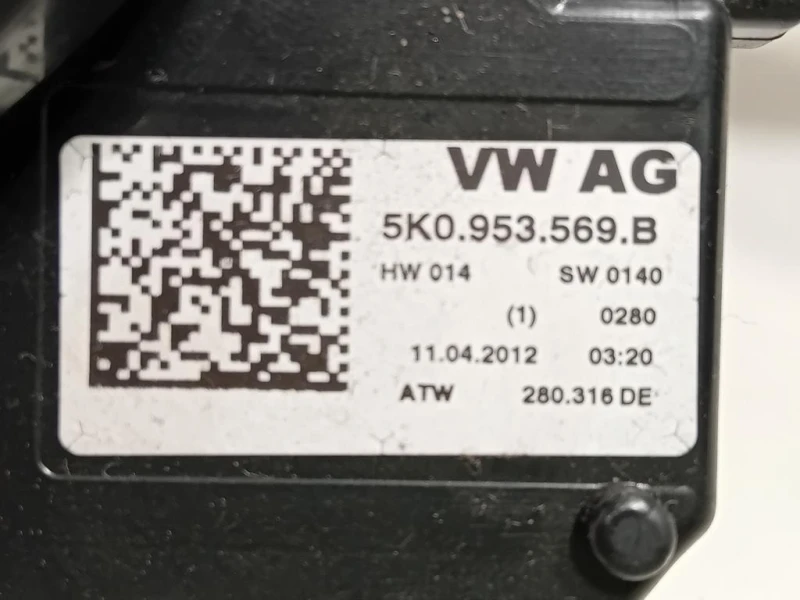 VW AG
5K0.953.569.B
HW 014 SW 0140
(1) 0280
11.04.2012 03:20
ATW 280.316 DE